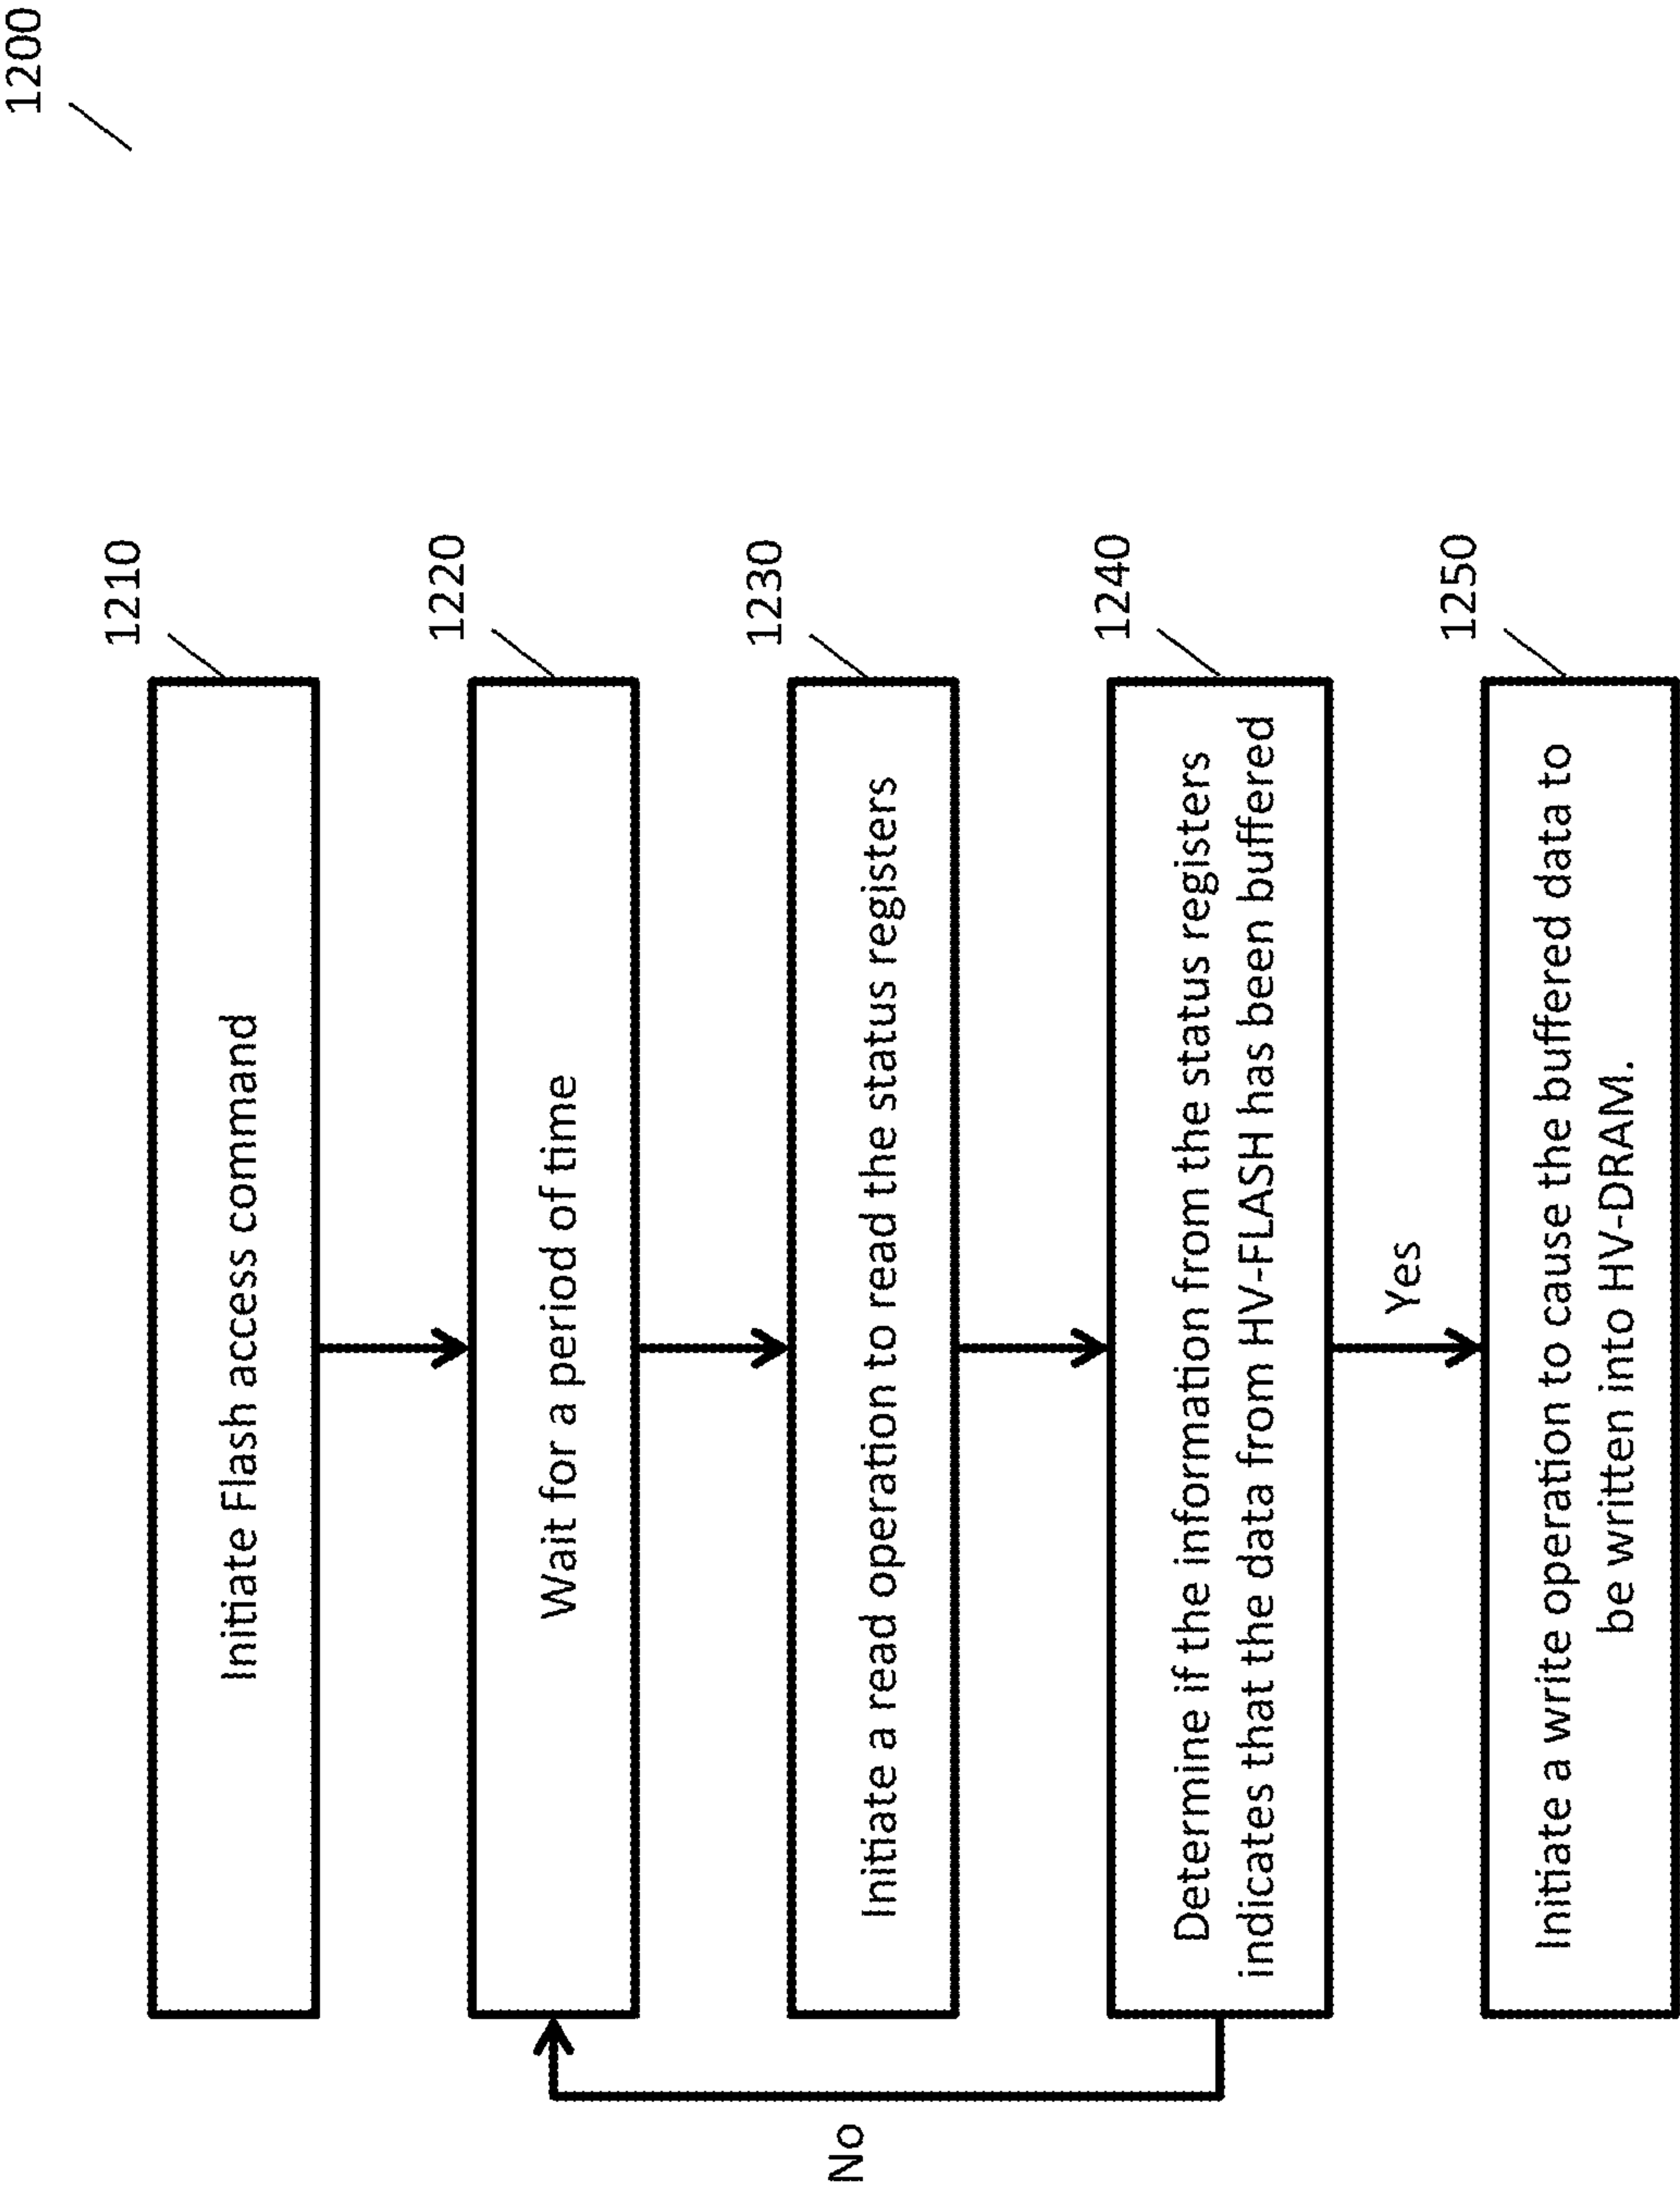 1200
1210
Initiate Flash access command
1220
Wait for a period of time
1230
Initiate a read operation to read the status registers
1240
Determine if the information from the status registers
indicates that the data from HV-FLASH has been buffered
No
Yes
1250
Initiate a write operation to cause the buffered data to
be written into HV-DRAM.